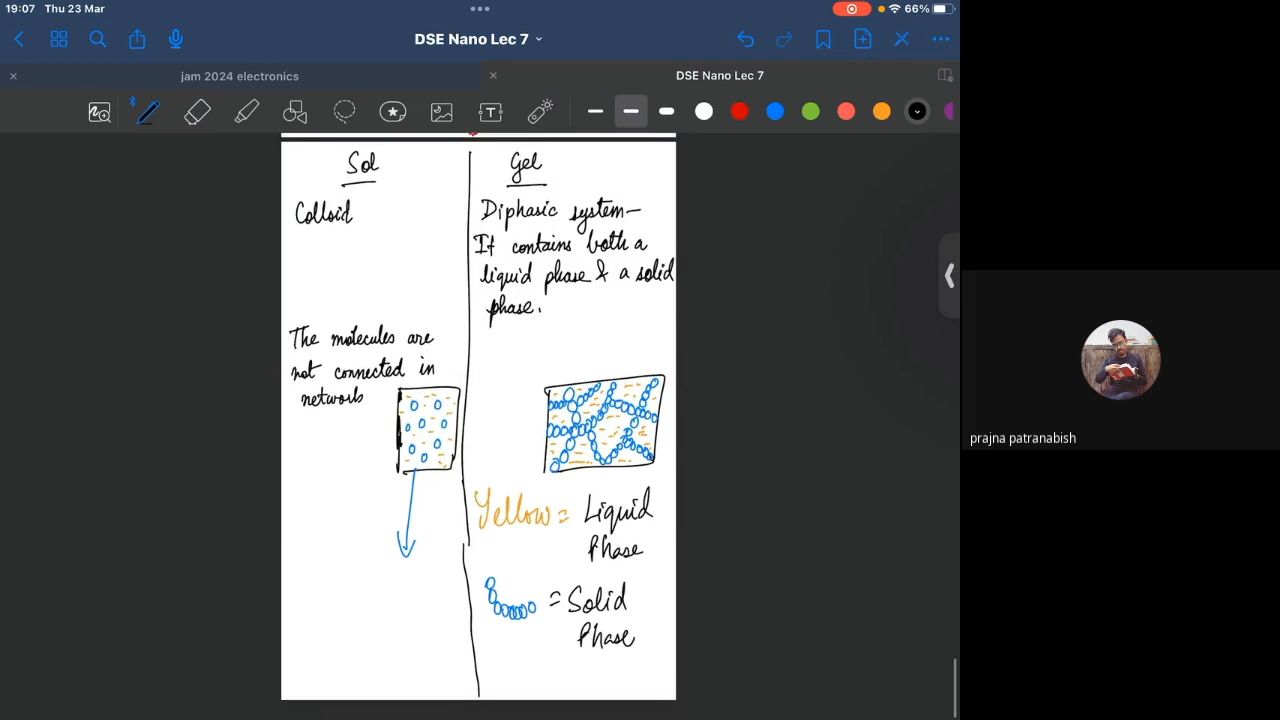 19:07 Thu 23 Mar
66%
DSE Nano Lec 7
jam 2024 electronics
DSE Nano Lec 7
Sol
Colloid
The molecules are
not connected in
network
Gel
Diphasic system-
It contains both a
liquid phase & a solid
phase.
Yellow = Liquid
Phase
= Solid
Phase
prajna patranabish